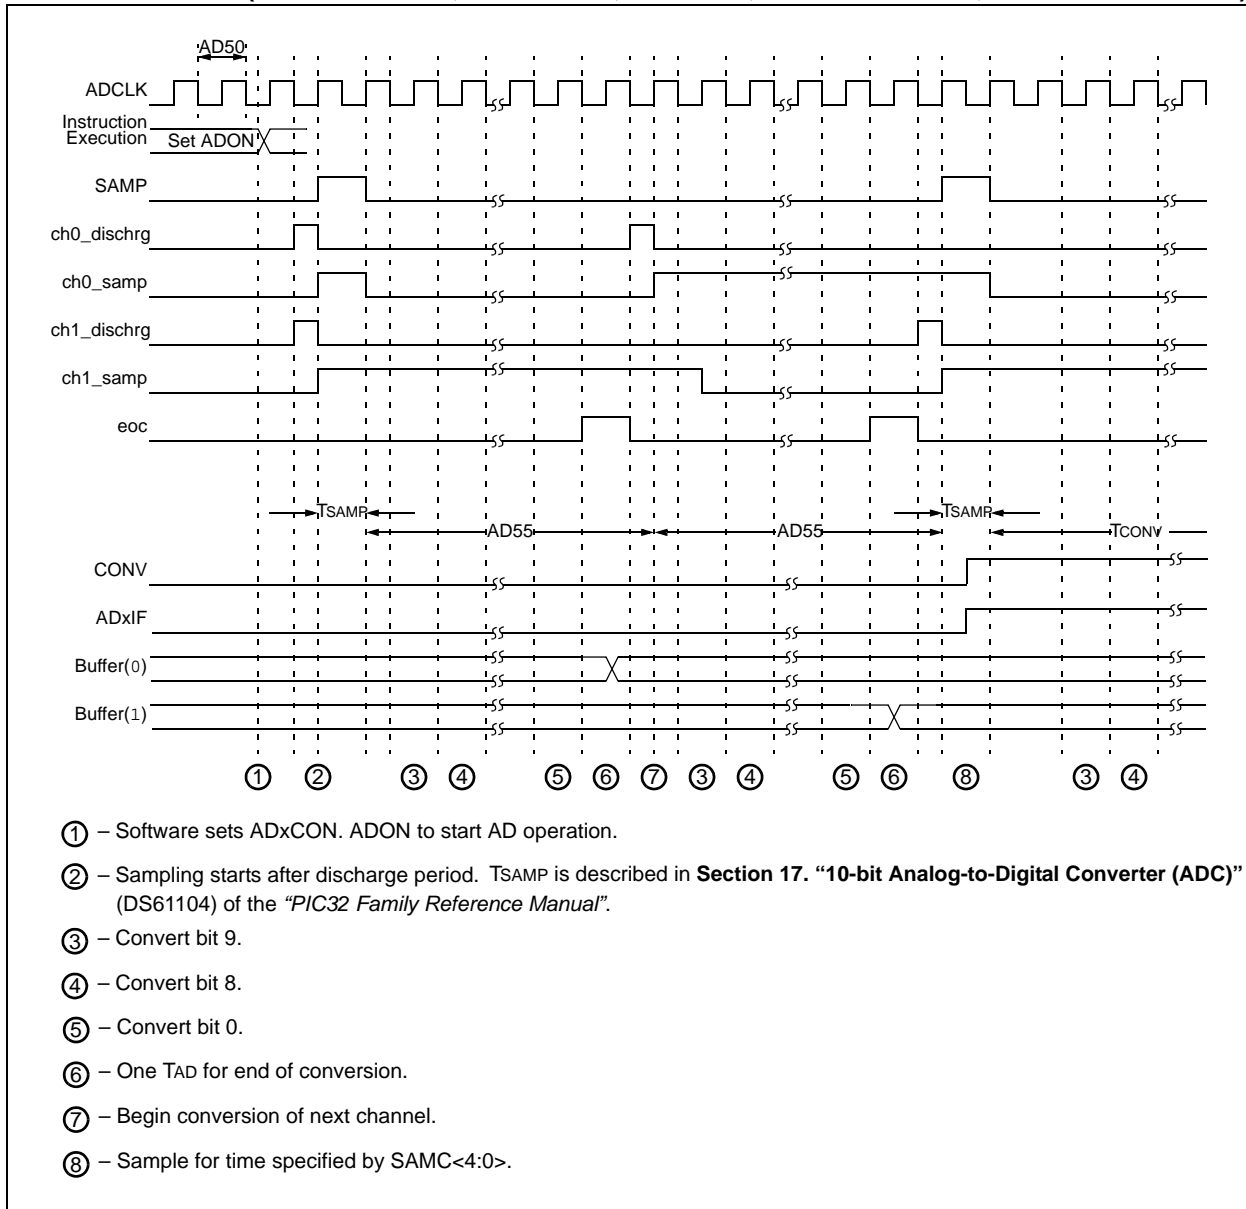 AD50
ADCLK
Instruction
Execution
Set ADON
SAMP
ch0_dischrg
ch0_samp
ch1_dischrg
ch1_samp
eoc
TSAMP TSAMP
AD55 AD55 TCONV
CONV
ADxIF
Buffer(0)
Buffer(1)
1 2 3 4 5 6 7 3 4 5 6 8 3 4
1 – Software sets ADxCON. ADON to start AD operation.
2 – Sampling starts after discharge period. TSAMP is described in Section 17. “10-bit Analog-to-Digital Converter (ADC)”
(DS61104) of the “PIC32 Family Reference Manual”.
3 – Convert bit 9.
4 – Convert bit 8.
5 – Convert bit 0.
6 – One TAD for end of conversion.
7 – Begin conversion of next channel.
8 – Sample for time specified by SAMC<4:0>.